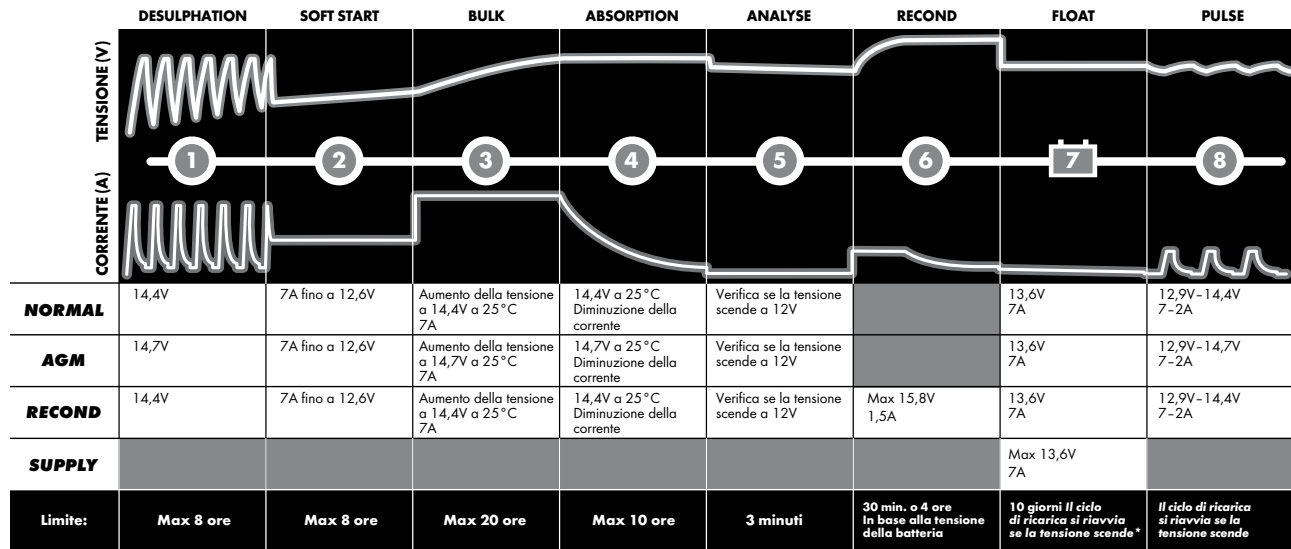 DESULPHATION SOFT START BULK ABSORPTION ANALYSE RECOND FLOAT PULSE
TENSIONE (V)
1 2 3 4 5 6 7 8
CORRENTE (A)
NORMAL
14,4V
7A fino a 12,6V
Aumento della tensione
a 14,4V a 25°C
7A
14,4V a 25°C
Diminuzione della
corrente
Verifica se la tensione
scende a 12V
13,6V
7A
12,9V–14,4V
7–2A
AGM
14,7V
7A fino a 12,6V
Aumento della tensione
a 14,7V a 25°C
7A
14,7V a 25°C
Diminuzione della
corrente
Verifica se la tensione
scende a 12V
13,6V
7A
12,9V–14,7V
7–2A
RECOND
14,4V
7A fino a 12,6V
Aumento della tensione
a 14,4V a 25°C
7A
14,4V a 25°C
Diminuzione della
corrente
Verifica se la tensione
scende a 12V
Max 15,8V
1,5A
13,6V
7A
12,9V–14,4V
7–2A
SUPPLY
Max 13,6V
7A
Limite:
Max 8 ore
Max 8 ore
Max 20 ore
Max 10 ore
3 minuti
30 min. o 4 ore
In base alla tensione
della batteria
10 giorni Il ciclo
di ricarica si riavvia
se la tensione scende*
Il ciclo di ricarica
si riavvia se la
tensione scende